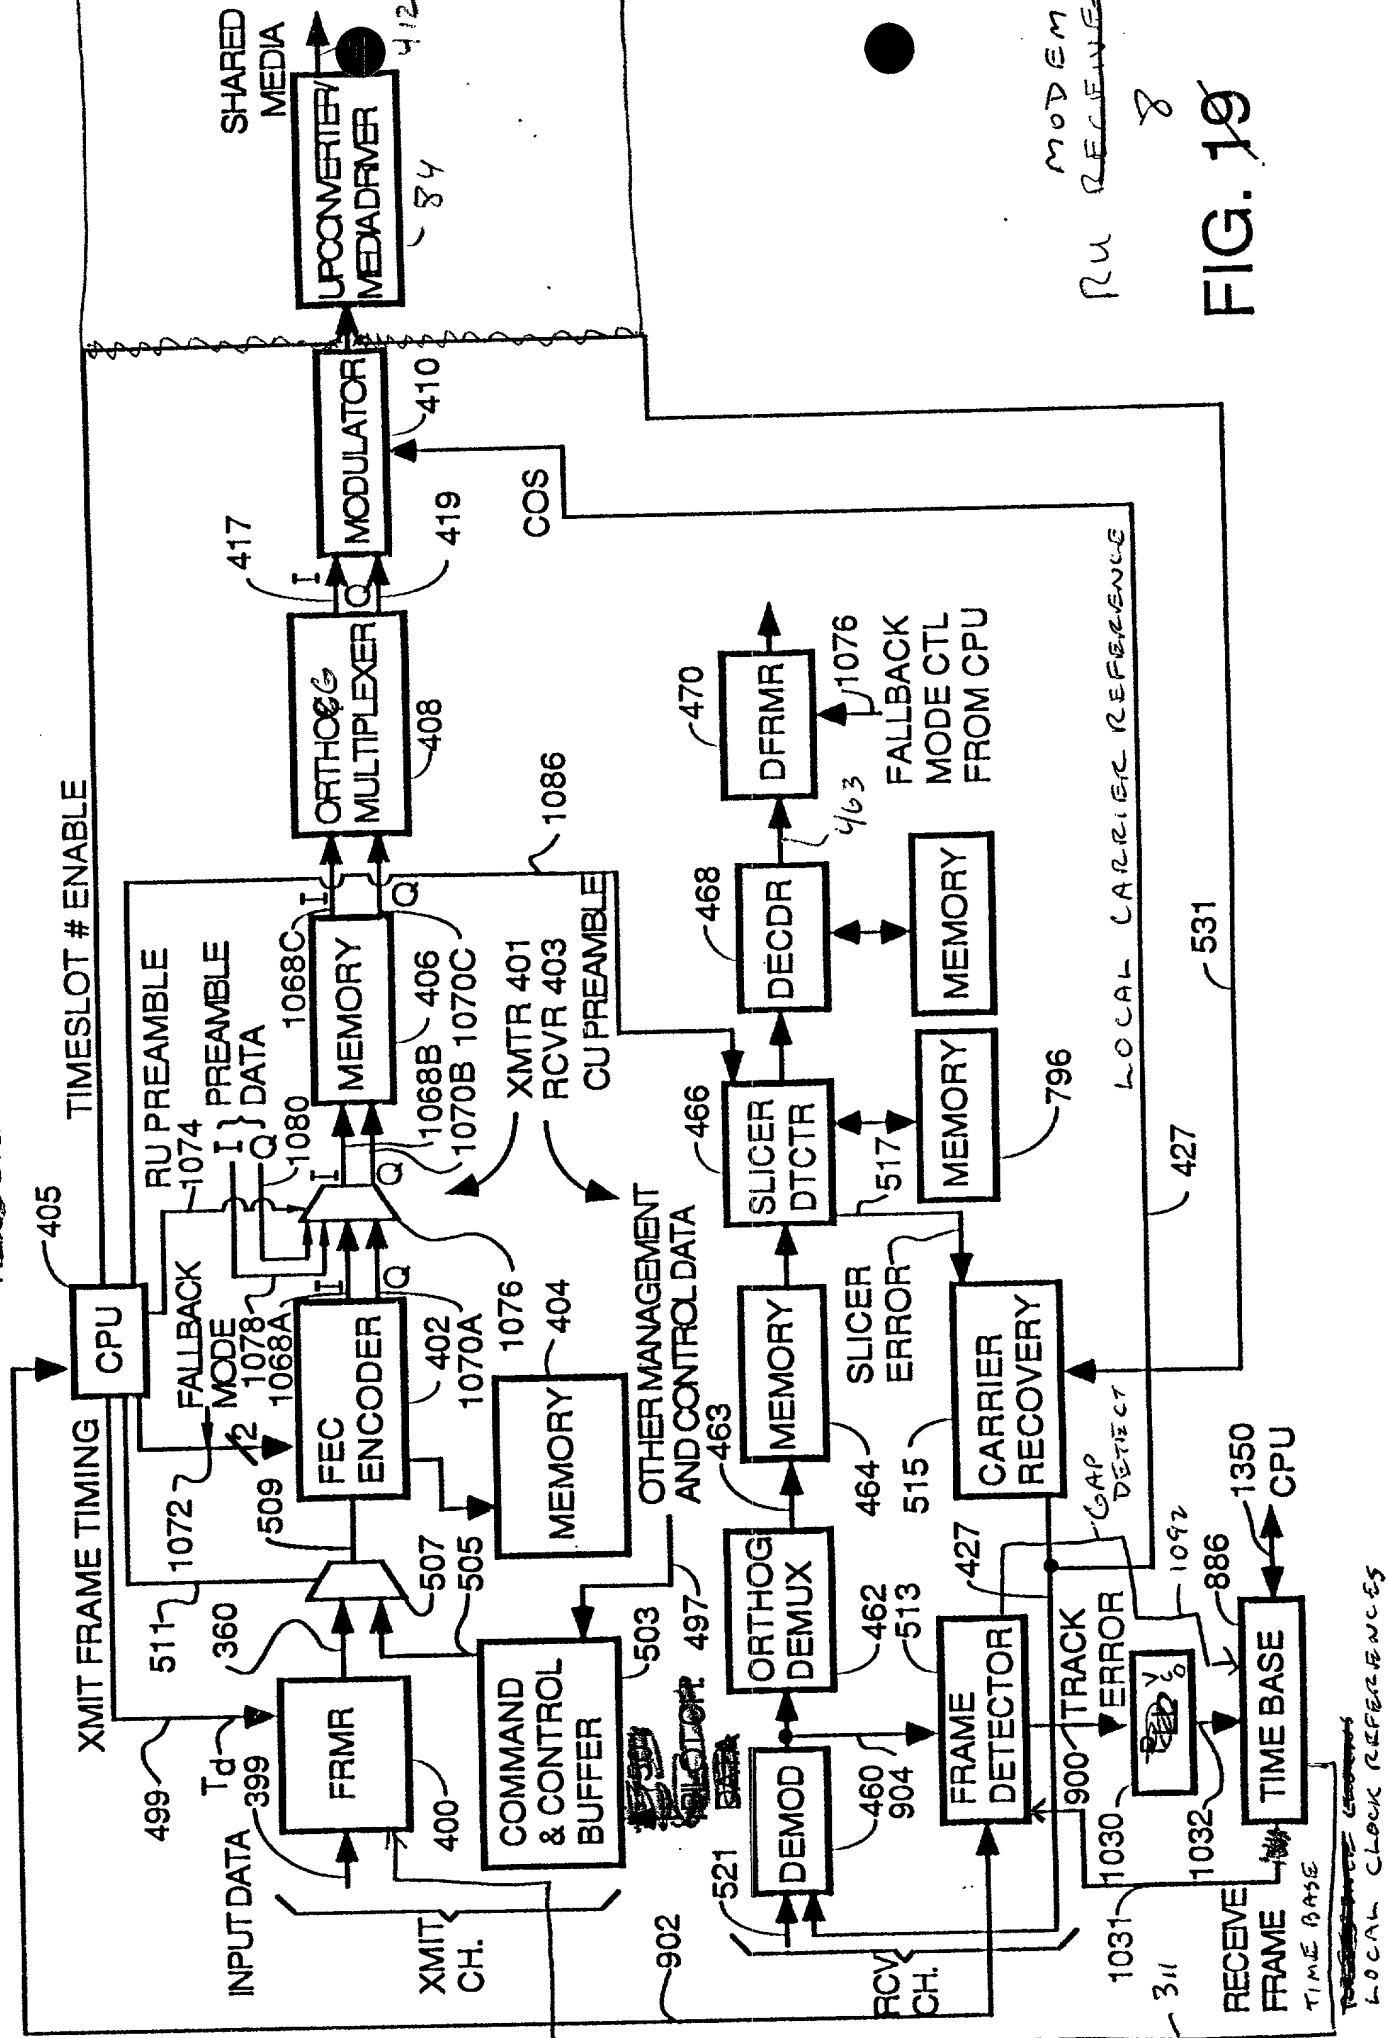 SHARED
MEDIA
412
UPCONVERTER/
MEDIADRIVER
84
TIMESLOT # ENABLE
405
CPU
RU PREAMBLE
1074
I } PREAMBLE
Q } DATA
1080
FALLBACK
MODE
1078
1068A
2
1072
XMIT FRAME TIMING
499
Td
511
360
509
INPUT DATA
399
FRMR
400
507
505
FEC
ENCODER
402
1070A
I
Q
1076
I
Q
1068B
1070B
MEMORY
406
1068C
1070C
I
Q
ORTHOG
MULTIPLEXER
408
417
I
Q
419
MODULATOR
410
COS
MEMORY
404
COMMAND
& CONTROL
BUFFER
503
XMIT
CH.
OTHER MANAGEMENT
AND CONTROL DATA
497
XMTR 401
RCVR 403
CU PREAMBLE
1086
521
DEMOD
460
904
ORTHOG
DEMUX
462
463
MEMORY
464
SLICER
DTCTR
466
517
SLICER
ERROR
MEMORY
796
DECDR
468
MEMORY
463
DFRMR
470
1076
FALLBACK
MODE CTL
FROM CPU
RCV
CH.
902
FRAME
DETECTOR
513
427
CARRIER
RECOVERY
515
GAP
DETECT
LOCAL CARRIER REFERENCE
427
531
900
TRACK
ERROR
1030
VCO
1032
1092
886
TIME BASE
1350
CPU
1031
311
RECEIVE
FRAME
TIME BASE
LOCAL CLOCK REFERENCES
MODEM
RU RECEIVE
8
FIG. 19